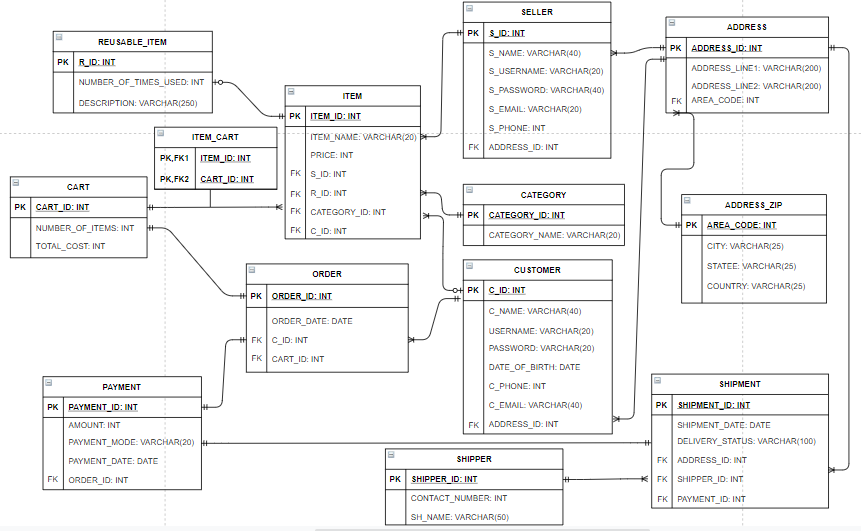 REUSABLE_ITEM
PK R_ID: INT
NUMBER_OF_TIMES_USED: INT
DESCRIPTION: VARCHAR(250)
SELLER
PK S_ID: INT
S_NAME: VARCHAR(40)
S_USERNAME: VARCHAR(20)
S_PASSWORD: VARCHAR(40)
S_EMAIL: VARCHAR(20)
S_PHONE: INT
FK ADDRESS_ID: INT
ADDRESS
PK ADDRESS_ID: INT
ADDRESS_LINE1: VARCHAR(200)
ADDRESS_LINE2: VARCHAR(200)
FK AREA_CODE: INT
ITEM
PK ITEM_ID: INT
ITEM_NAME: VARCHAR(20)
PRICE: INT
FK S_ID: INT
FK R_ID: INT
FK CATEGORY_ID: INT
FK C_ID: INT
ITEM_CART
PK,FK1 ITEM_ID: INT
PK,FK2 CART_ID: INT
CART
PK CART_ID: INT
NUMBER_OF ITEMS: INT
TOTAL_COST: INT
CATEGORY
PK CATEGORY_ID: INT
CATEGORY_NAME: VARCHAR(20)
ADDRESS_ZIP
PK AREA_CODE: INT
CITY: VARCHAR(25)
STATEE: VARCHAR(25)
COUNTRY: VARCHAR(25)
ORDER
PK ORDER_ID: INT
ORDER_DATE: DATE
FK C_ID: INT
FK CART_ID: INT
CUSTOMER
PK C_ID: INT
C_NAME: VARCHAR(40)
USERNAME: VARCHAR(20)
PASSWORD: VARCHAR(20)
DATE_OF_BIRTH: DATE
C_PHONE: INT
C_EMAIL: VARCHAR(40)
FK ADDRESS_ID: INT
PAYMENT
PK PAYMENT_ID: INT
AMOUNT: INT
PAYMENT_MODE: VARCHAR(20)
PAYMENT_DATE: DATE
FK ORDER_ID: INT
SHIPMENT
PK SHIPMENT_ID: INT
SHIPMENT_DATE: DATE
DELIVERY_STATUS: VARCHAR(100)
FK ADDRESS_ID: INT
FK SHIPPER_ID: INT
FK PAYMENT_ID: INT
SHIPPER
PK SHIPPER_ID: INT
CONTACT_NUMBER: INT
SH_NAME: VARCHAR(50)